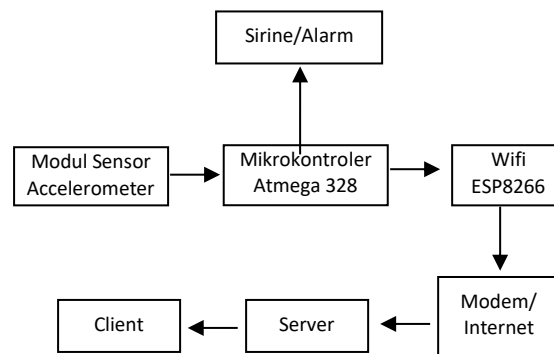 Sirine/Alarm
Modul Sensor
Accelerometer
Mikrokontroler
Atmega 328
Wifi
ESP8266
Client
Server
Modem/
Internet